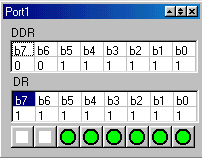 Port1
DDR
b7 b6 b5 b4 b3 b2 b1 b0
0 0 1 1 1 1 1 1
DR
b7 b6 b5 b4 b3 b2 b1 b0
1 1 1 1 1 1 1 1